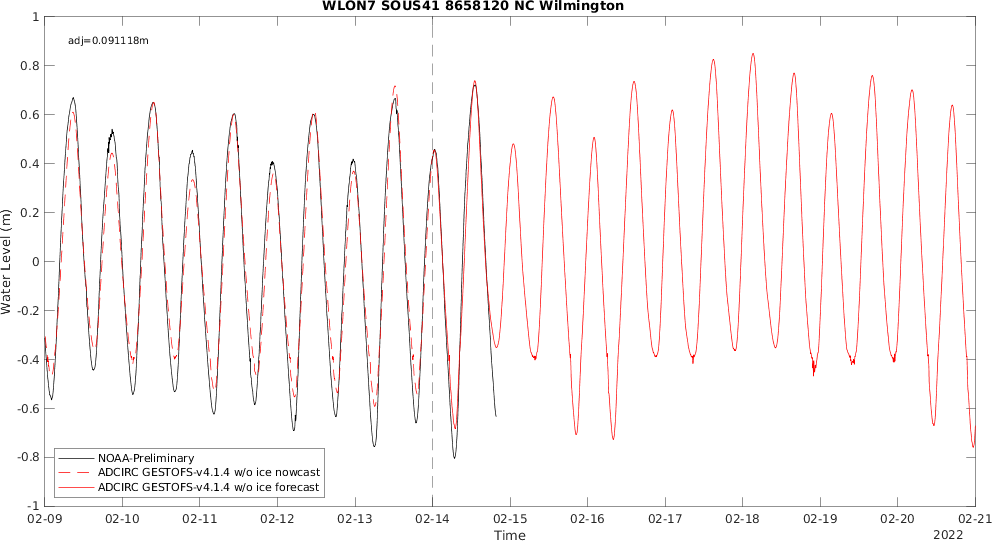 WLON7 SOUS41 8658120 NC Wilmington
adj=0.091118m
1
0.8
0.6
0.4
0.2
0
-0.2
-0.4
-0.6
-0.8
-1
Water Level (m)
NOAA-Preliminary
ADCIRC GESTOFS-v4.1.4 w/o ice nowcast
ADCIRC GESTOFS-v4.1.4 w/o ice forecast
02-09 02-10 02-11 02-12 02-13 02-14 02-15 02-16 02-17 02-18 02-19 02-20 02-21
Time
2022